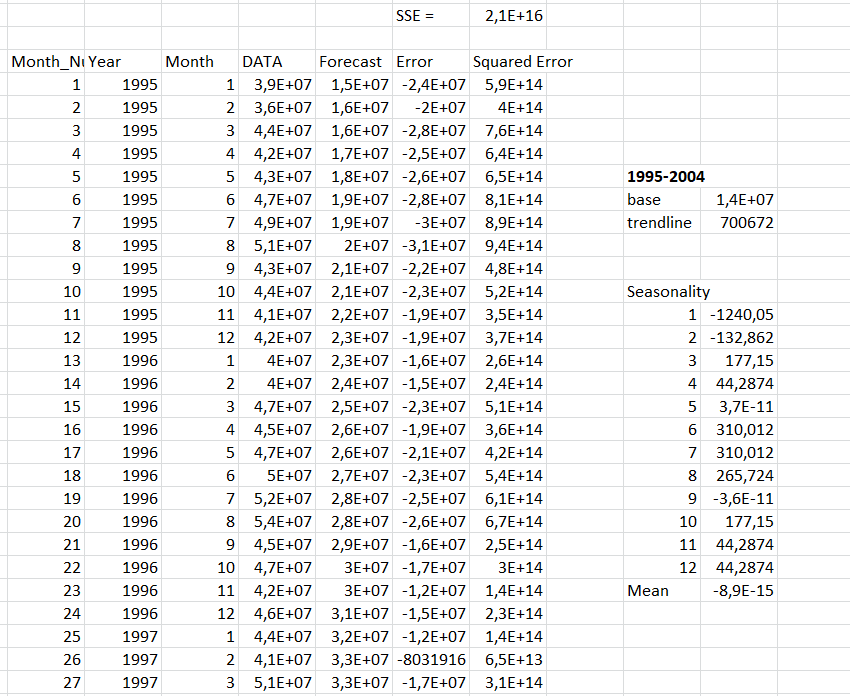 SSE = 2,1E+16
Month_Nu Year Month DATA Forecast Error Squared Error
1 1995 1 3,9E+07 1,5E+07 -2,4E+07 5,9E+14
2 1995 2 3,6E+07 1,6E+07 -2E+07 4E+14
3 1995 3 4,4E+07 1,6E+07 -2,8E+07 7,6E+14
4 1995 4 4,2E+07 1,7E+07 -2,5E+07 6,4E+14
5 1995 5 4,3E+07 1,8E+07 -2,6E+07 6,5E+14 1995-2004
6 1995 6 4,7E+07 1,9E+07 -2,8E+07 8,1E+14 base 1,4E+07
7 1995 7 4,9E+07 1,9E+07 -3E+07 8,9E+14 trendline 700672
8 1995 8 5,1E+07 2E+07 -3,1E+07 9,4E+14
9 1995 9 4,3E+07 2,1E+07 -2,2E+07 4,8E+14
10 1995 10 4,4E+07 2,1E+07 -2,3E+07 5,2E+14 Seasonality
11 1995 11 4,1E+07 2,2E+07 -1,9E+07 3,5E+14 1 -1240,05
12 1995 12 4,2E+07 2,3E+07 -1,9E+07 3,7E+14 2 -132,862
13 1996 1 4E+07 2,3E+07 -1,6E+07 2,6E+14 3 177,15
14 1996 2 4E+07 2,4E+07 -1,5E+07 2,4E+14 4 44,2874
15 1996 3 4,7E+07 2,5E+07 -2,3E+07 5,1E+14 5 3,7E-11
16 1996 4 4,5E+07 2,6E+07 -1,9E+07 3,6E+14 6 310,012
17 1996 5 4,7E+07 2,6E+07 -2,1E+07 4,2E+14 7 310,012
18 1996 6 5E+07 2,7E+07 -2,3E+07 5,4E+14 8 265,724
19 1996 7 5,2E+07 2,8E+07 -2,5E+07 6,1E+14 9 -3,6E-11
20 1996 8 5,4E+07 2,8E+07 -2,6E+07 6,7E+14 10 177,15
21 1996 9 4,5E+07 2,9E+07 -1,6E+07 2,5E+14 11 44,2874
22 1996 10 4,7E+07 3E+07 -1,7E+07 3E+14 12 44,2874
23 1996 11 4,2E+07 3E+07 -1,2E+07 1,4E+14 Mean -8,9E-15
24 1996 12 4,6E+07 3,1E+07 -1,5E+07 2,3E+14
25 1997 1 4,4E+07 3,2E+07 -1,2E+07 1,4E+14
26 1997 2 4,1E+07 3,3E+07 -8031916 6,5E+13
27 1997 3 5,1E+07 3,3E+07 -1,7E+07 3,1E+14